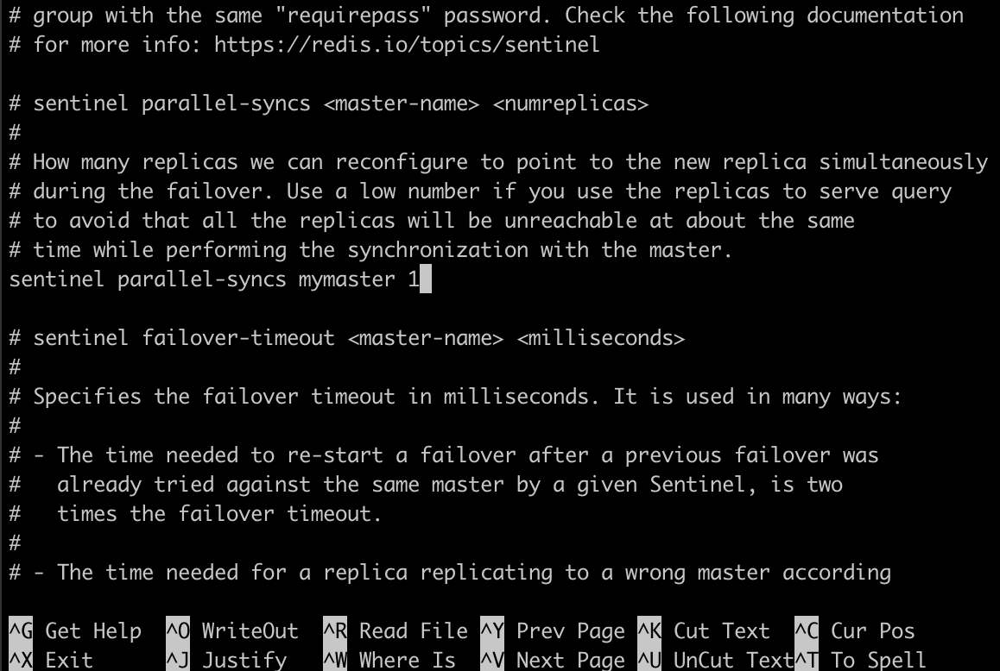 # group with the same "requirepass" password. Check the following documentation
# for more info: https://redis.io/topics/sentinel
# sentinel parallel-syncs <master-name> <numreplicas>
#
# How many replicas we can reconfigure to point to the new replica simultaneously
# during the failover. Use a low number if you use the replicas to serve query
# to avoid that all the replicas will be unreachable at about the same
# time while performing the synchronization with the master.
sentinel parallel-syncs mymaster 1
# sentinel failover-timeout <master-name> <milliseconds>
#
# Specifies the failover timeout in milliseconds. It is used in many ways:
#
# - The time needed to re-start a failover after a previous failover was
#   already tried against the same master by a given Sentinel, is two
#   times the failover timeout.
#
# - The time needed for a replica replicating to a wrong master according
^G Get Help  ^O WriteOut  ^R Read File ^Y Prev Page ^K Cut Text  ^C Cur Pos
^X Exit      ^J Justify   ^W Where Is  ^V Next Page ^U UnCut Text^T To Spell